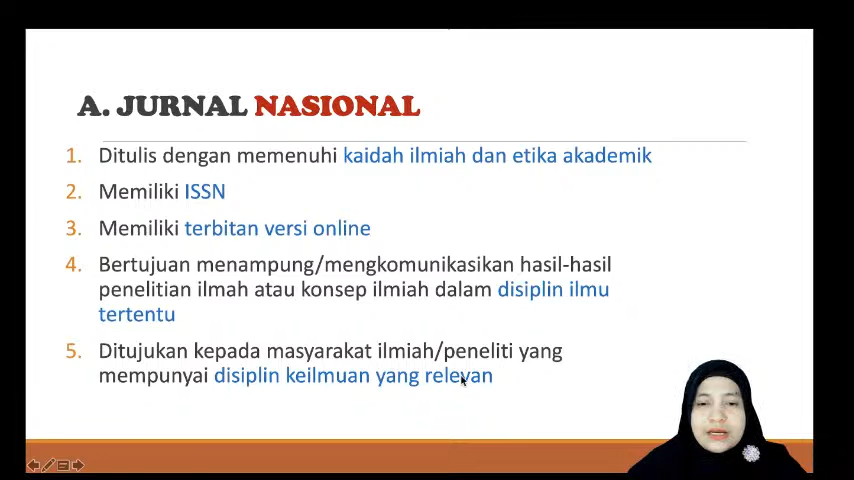 A. JURNAL NASIONAL
1. Ditulis dengan memenuhi kaidah ilmiah dan etika akademik
2. Memiliki ISSN
3. Memiliki terbitan versi online
4. Bertujuan menampung/mengkomunikasikan hasil-hasil
penelitian ilmah atau konsep ilmiah dalam disiplin ilmu
tertentu
5. Ditujukan kepada masyarakat ilmiah/peneliti yang
mempunyai disiplin keilmuan yang relevan